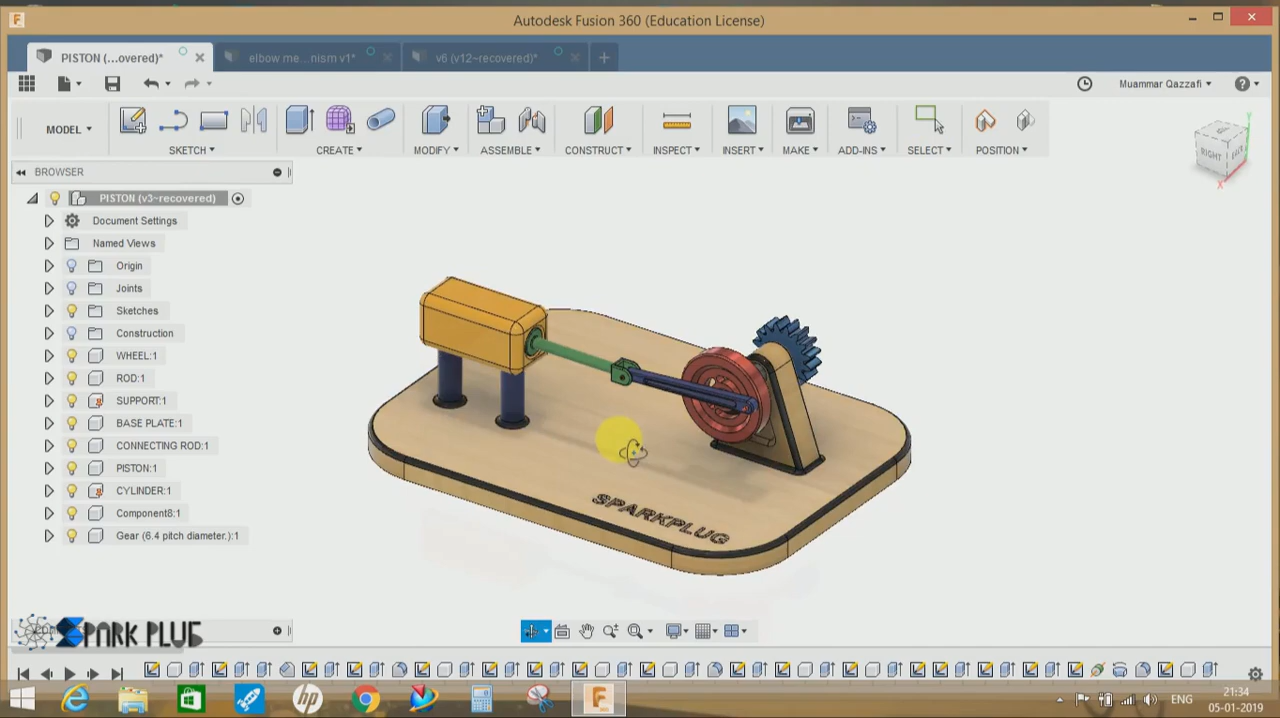 Autodesk Fusion 360 (Education License)
PISTON (...overed)*
elbow me...nism v1*
v6 (v12~recovered)*
Muammar Qazzafi
MODEL
SKETCH
CREATE
MODIFY
ASSEMBLE
CONSTRUCT
INSPECT
INSERT
MAKE
ADD-INS
SELECT
POSITION
RIGHT
BROWSER
PISTON (v3~recovered)
Document Settings
Named Views
Origin
Joints
Sketches
Construction
WHEEL:1
ROD:1
SUPPORT:1
BASE PLATE:1
CONNECTING ROD:1
PISTON:1
CYLINDER:1
Component8:1
Gear (6.4 pitch diameter.):1
SPARKPLUG
SPARK PLUG
ENG
21:34
05-01-2019